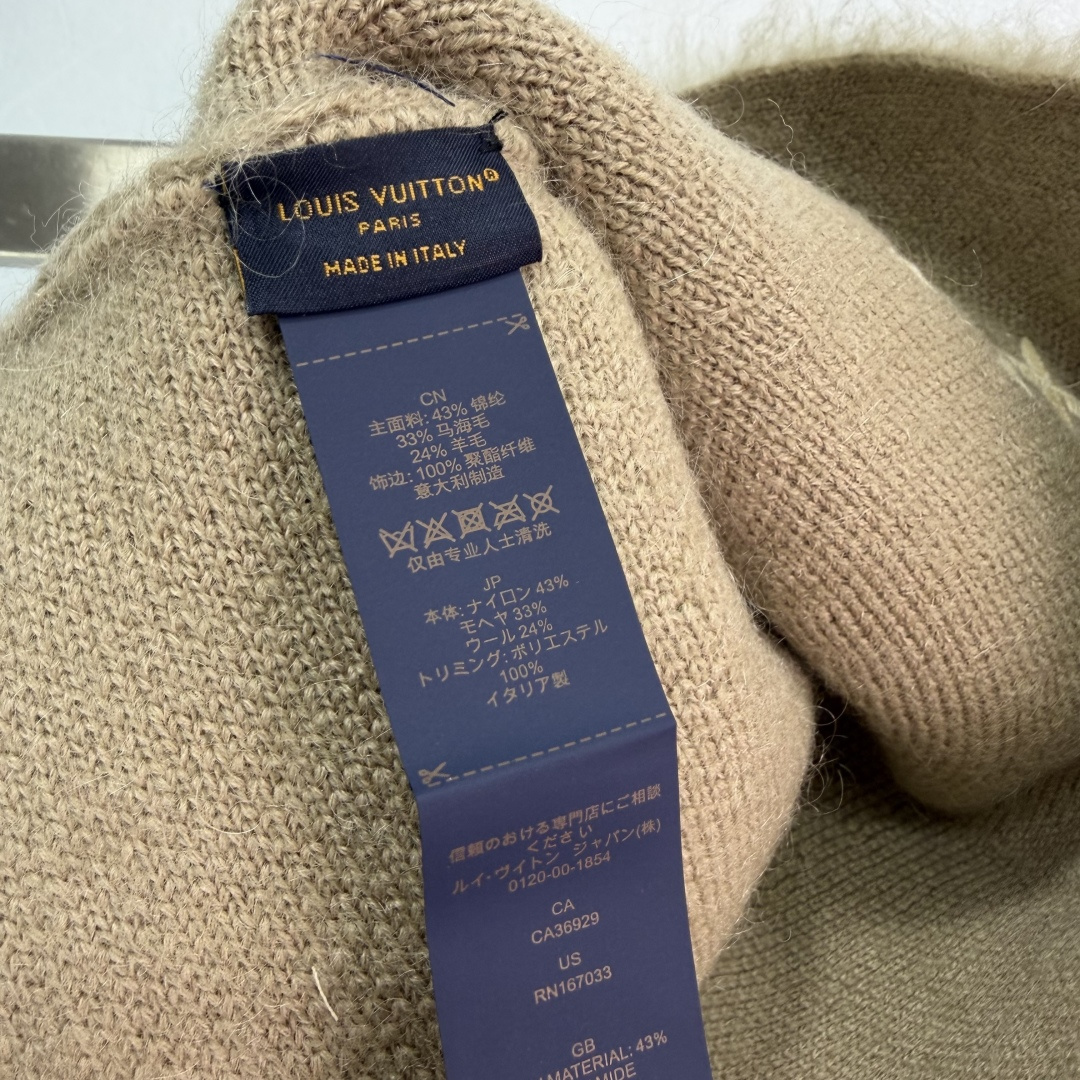 LOUIS VUITTON®
PARIS
MADE IN ITALY
CN
主面料: 43% 锦纶
33% 马海毛
24% 羊毛
饰边: 100% 聚酯纤维
意大利制造
仅由专业人士清洗
JP
本体: ナイロン 43%
モヘヤ 33%
ウール 24%
トリミング: ポリエステル
100%
イタリア製
信頼のおける専門店にご相談
ください
ルイ・ヴイトン ジャパン(株)
0120-00-1854
CA
CA36929
US
RN167033
GB
MATERIAL: 43%